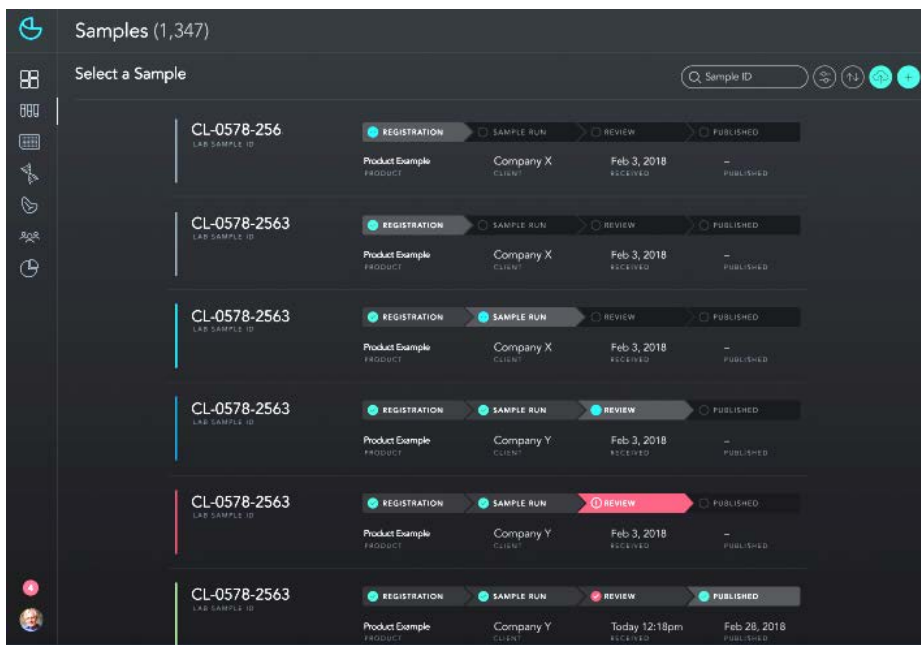 Samples (1,347)
Select a Sample
Sample ID
CL-0578-256
LAB SAMPLE ID
REGISTRATION SAMPLE RUN REVIEW PUBLISHED
Product Example Company X Feb 3, 2018 –
PRODUCT CLIENT RECEIVED PUBLISHED
CL-0578-2563
LAB SAMPLE ID
REGISTRATION SAMPLE RUN REVIEW PUBLISHED
Product Example Company X Feb 3, 2018 –
PRODUCT CLIENT RECEIVED PUBLISHED
CL-0578-2563
LAB SAMPLE ID
REGISTRATION SAMPLE RUN REVIEW PUBLISHED
Product Example Company X Feb 3, 2018 –
PRODUCT CLIENT RECEIVED PUBLISHED
CL-0578-2563
LAB SAMPLE ID
REGISTRATION SAMPLE RUN REVIEW PUBLISHED
Product Example Company Y Feb 3, 2018 –
PRODUCT CLIENT RECEIVED PUBLISHED
CL-0578-2563
LAB SAMPLE ID
REGISTRATION SAMPLE RUN REVIEW PUBLISHED
Product Example Company Y Feb 3, 2018 –
PRODUCT CLIENT RECEIVED PUBLISHED
4
CL-0578-2563
LAB SAMPLE ID
REGISTRATION SAMPLE RUN REVIEW PUBLISHED
Product Example Company Y Today 12:18pm Feb 28, 2018
PRODUCT CLIENT RECEIVED PUBLISHED